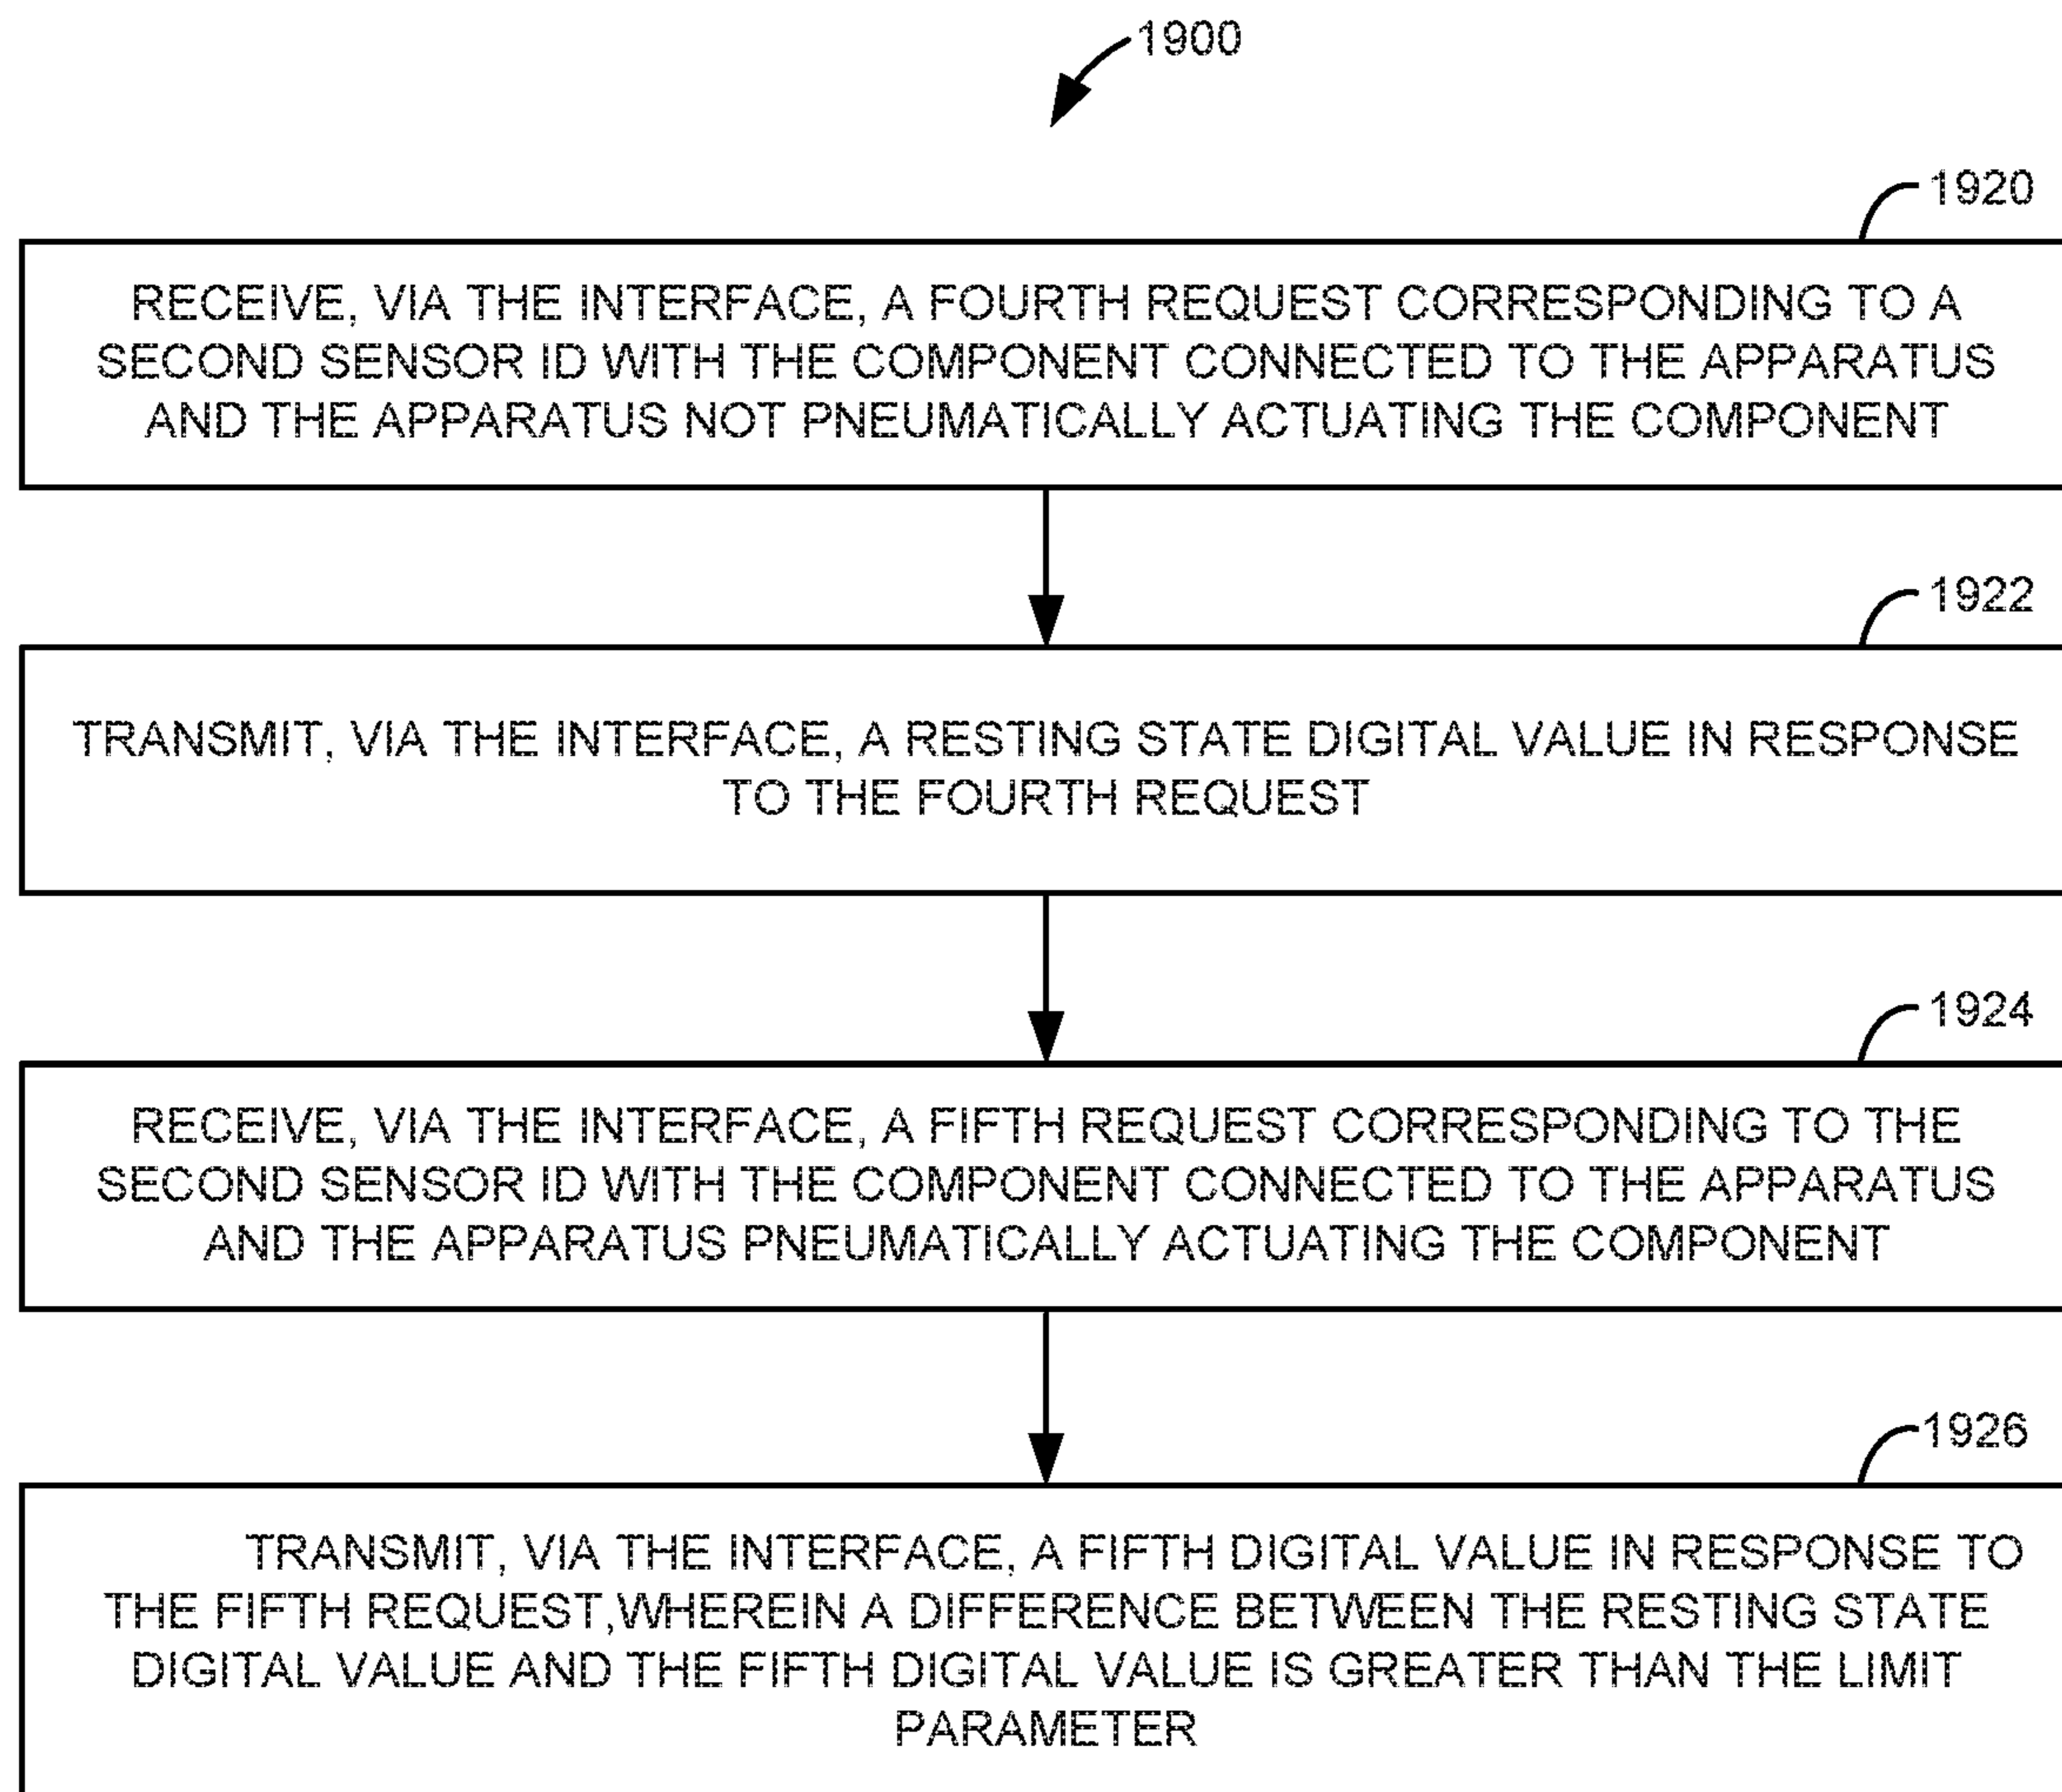 1900
1920
RECEIVE, VIA THE INTERFACE, A FOURTH REQUEST CORRESPONDING TO A
SECOND SENSOR ID WITH THE COMPONENT CONNECTED TO THE APPARATUS
AND THE APPARATUS NOT PNEUMATICALLY ACTUATING THE COMPONENT
1922
TRANSMIT, VIA THE INTERFACE, A RESTING STATE DIGITAL VALUE IN RESPONSE
TO THE FOURTH REQUEST
1924
RECEIVE, VIA THE INTERFACE, A FIFTH REQUEST CORRESPONDING TO THE
SECOND SENSOR ID WITH THE COMPONENT CONNECTED TO THE APPARATUS
AND THE APPARATUS PNEUMATICALLY ACTUATING THE COMPONENT
1926
TRANSMIT, VIA THE INTERFACE, A FIFTH DIGITAL VALUE IN RESPONSE TO
THE FIFTH REQUEST,WHEREIN A DIFFERENCE BETWEEN THE RESTING STATE
DIGITAL VALUE AND THE FIFTH DIGITAL VALUE IS GREATER THAN THE LIMIT
PARAMETER